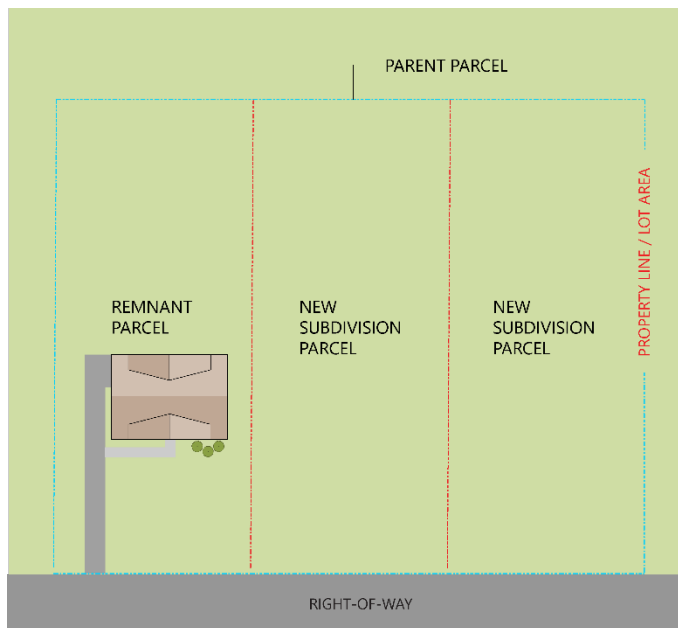 PARENT PARCEL
PROPERTY LINE / LOT AREA
REMNANT
PARCEL
NEW
SUBDIVISION
PARCEL
NEW
SUBDIVISION
PARCEL
RIGHT-OF-WAY